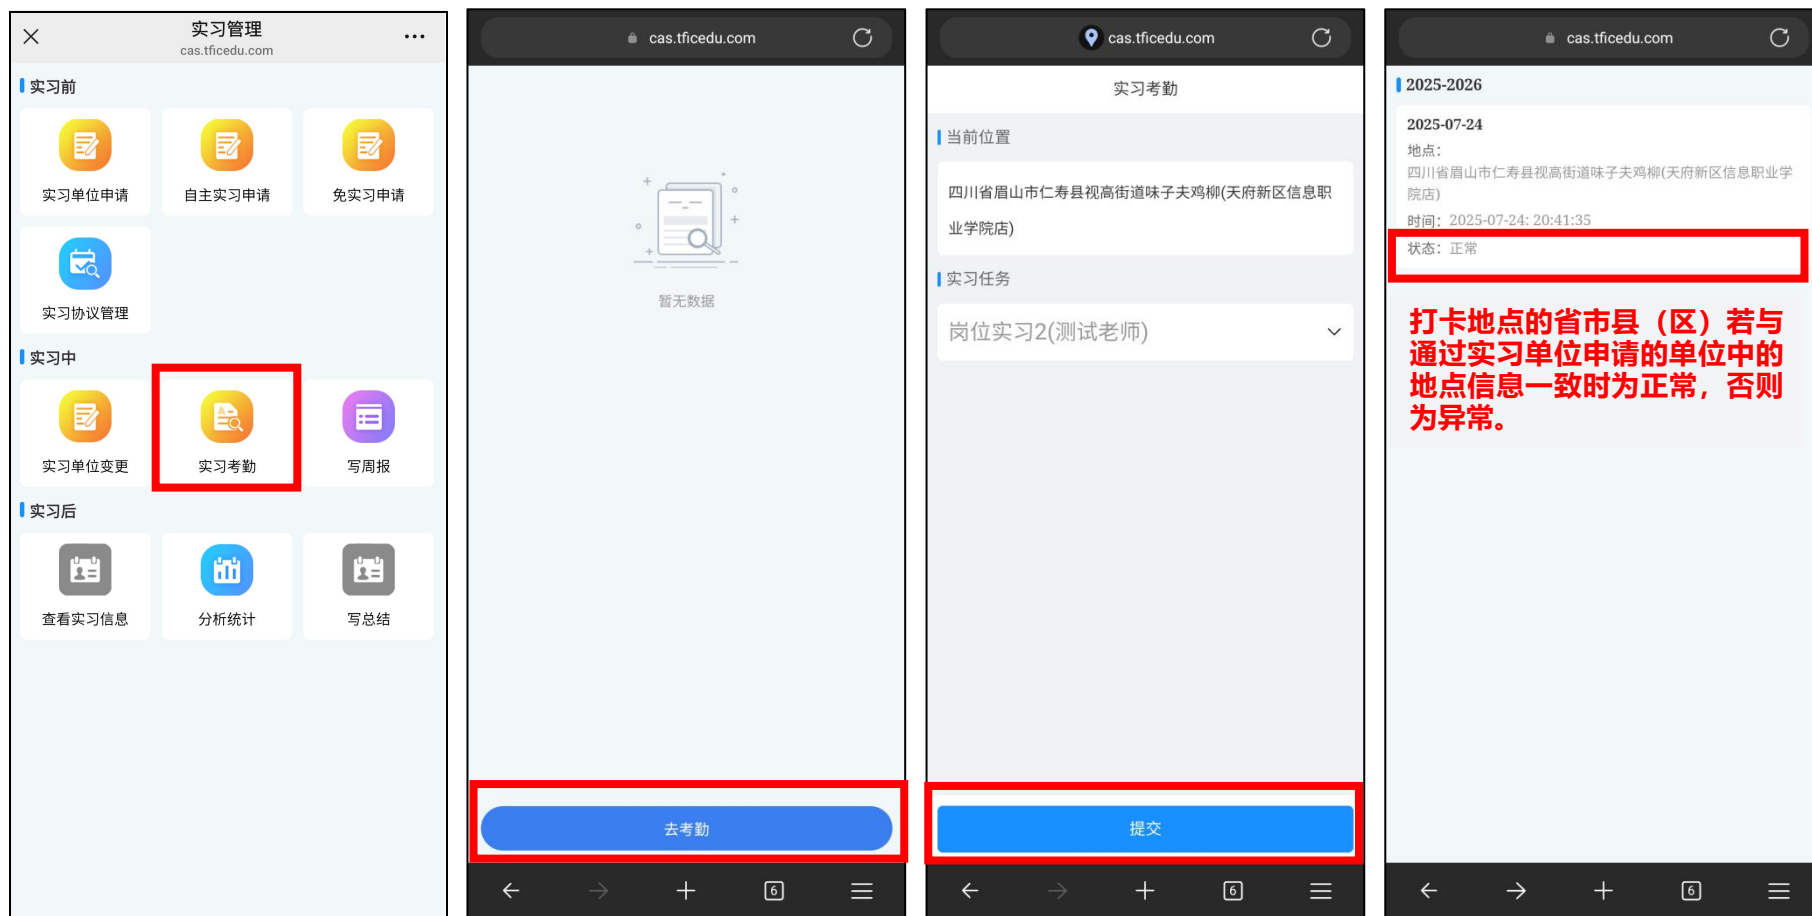 实习管理
cas.tficedu.com
实习前
实习单位申请
自主实习申请
免实习申请
实习协议管理
实习中
实习单位变更
实习考勤
写周报
实习后
查看实习信息
分析统计
写总结
cas.tficedu.com
暂无数据
去考勤
6
cas.tficedu.com
实习考勤
当前位置
四川省眉山市仁寿县视高街道味子夫鸡柳(天府新区信息职
业学院店)
实习任务
岗位实习2(测试老师)
提交
6
cas.tficedu.com
2025-2026
2025-07-24
地点：
四川省眉山市仁寿县视高街道味子夫鸡柳(天府新区信息职业学
院店)
时间：2025-07-24: 20:41:35
状态：正常
打卡地点的省市县（区）若与
通过实习单位申请的单位中的
地点信息一致时为正常，否则
为异常。
6